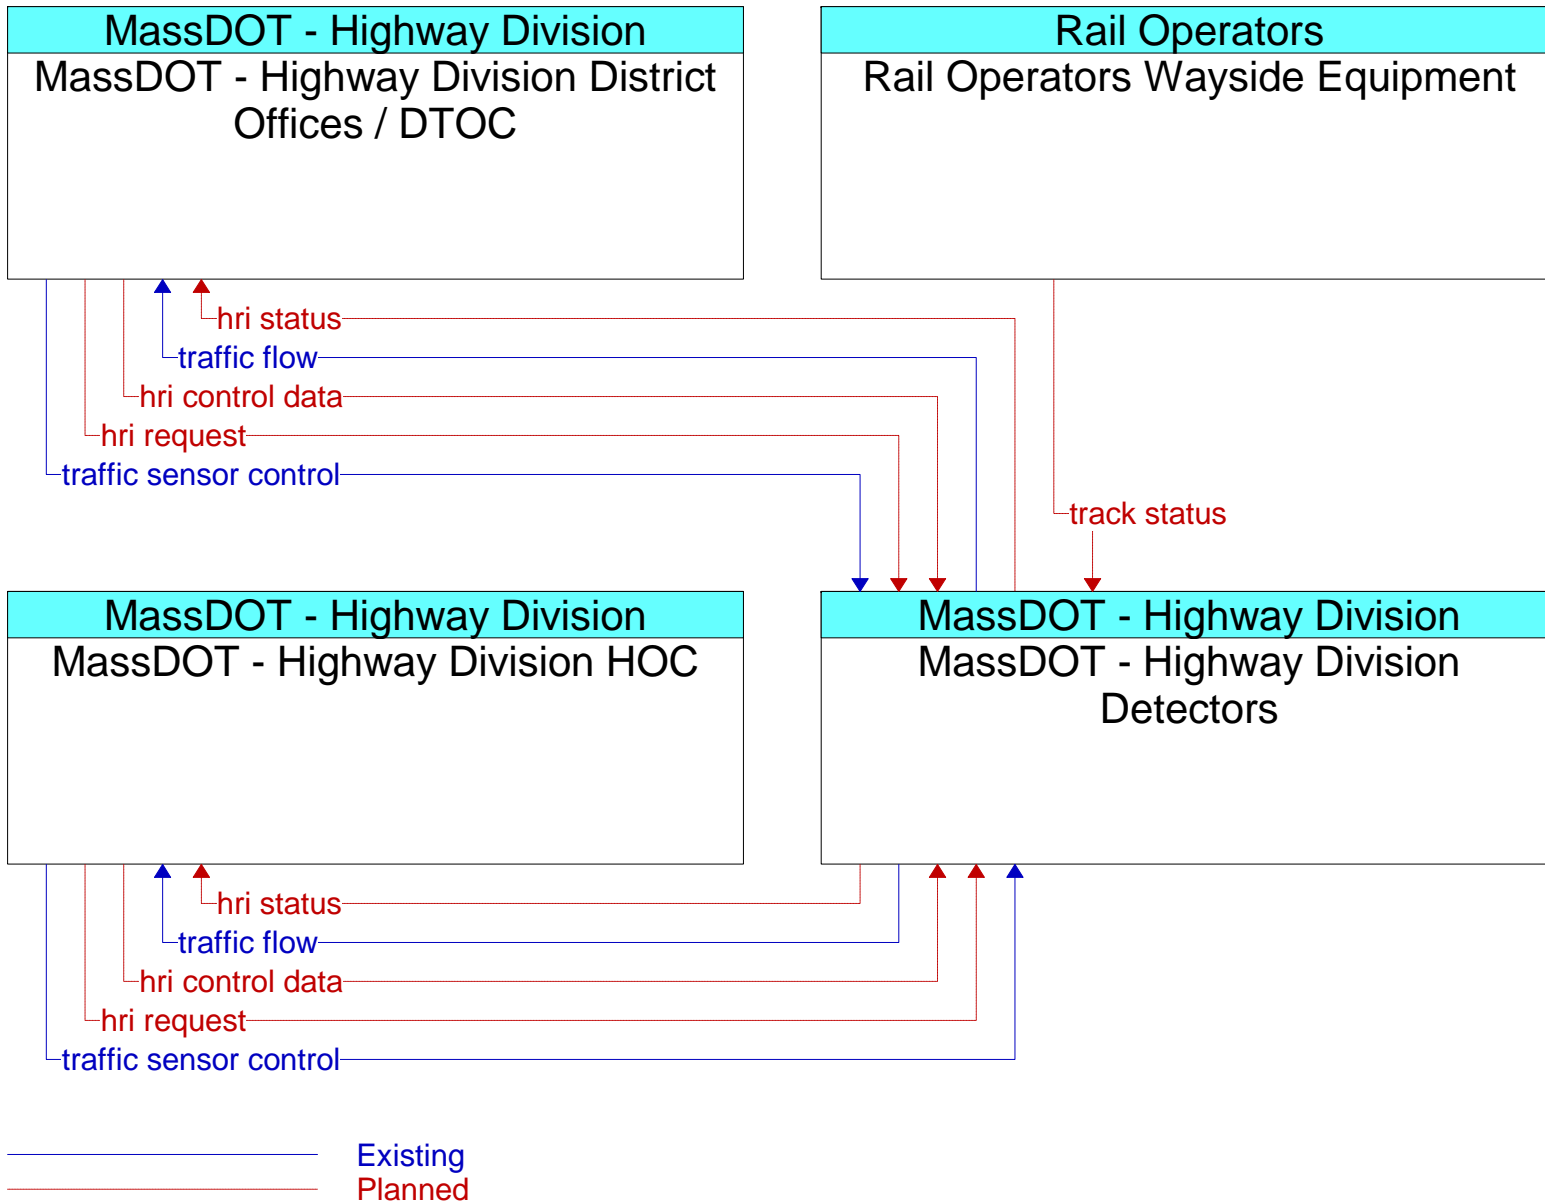 MassDOT - Highway Division
MassDOT - Highway Division District
Offices / DTOC
Rail Operators
Rail Operators Wayside Equipment
hri status
traffic flow
hri control data
hri request
traffic sensor control
track status
MassDOT - Highway Division
MassDOT - Highway Division HOC
MassDOT - Highway Division
MassDOT - Highway Division
Detectors
hri status
traffic flow
hri control data
hri request
traffic sensor control
Existing
Planned